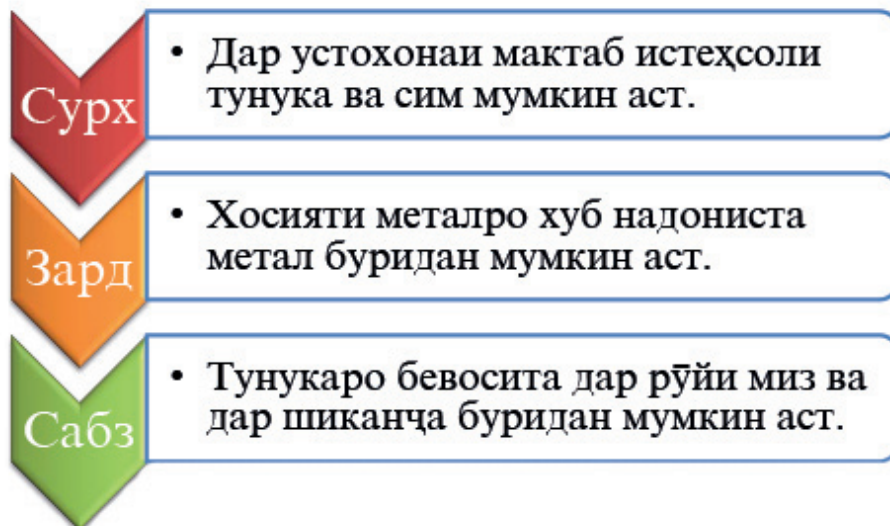 Сурх
• Дар устохонаи мактаб истеҳсоли
тунука ва сим мумкин аст.
Зард
• Хосияти металро хуб надониста
метал буридан мумкин аст.
Сабз
• Тунукаро бевосита дар рӯйи миз ва
дар шиканҷа буридан мумкин аст.